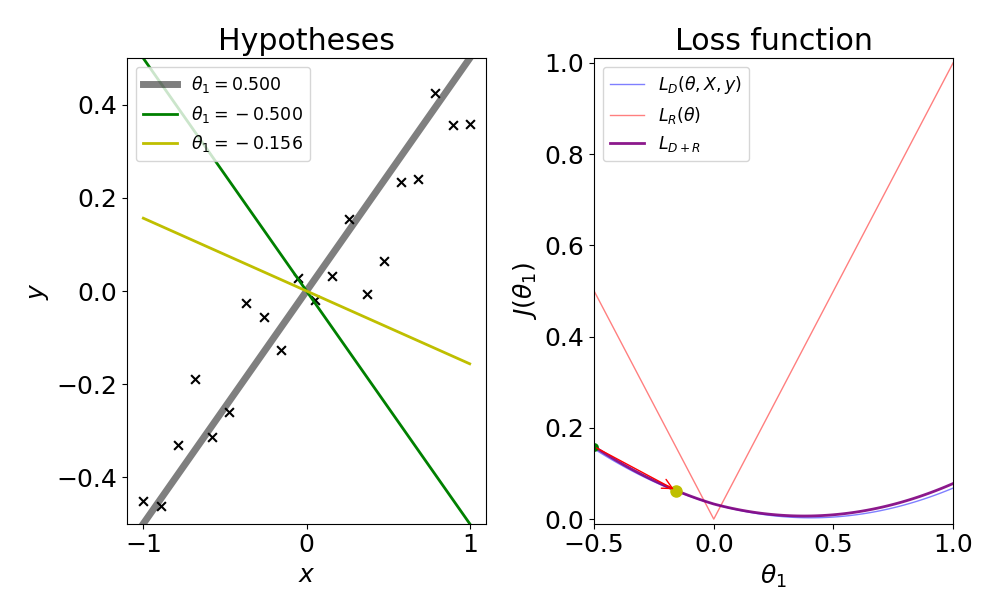 Hypotheses
θ₁ = 0.500
θ₁ = −0.500
θ₁ = −0.156
0.4
0.2
0.0
−0.2
−0.4
y
−1
0
1
x
Loss function
L_D(θ, X, y)
L_R(θ)
L_{D+R}
1.0
0.8
0.6
0.4
0.2
0.0
J(θ₁)
−0.5
0.0
0.5
1.0
θ₁